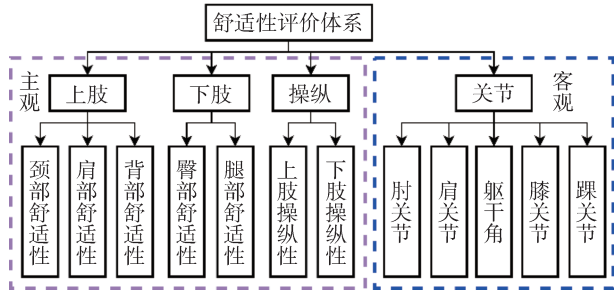 舒适性评价体系
主观
上肢
下肢
操纵
关节
客观
颈部舒适性
肩部舒适性
背部舒适性
臀部舒适性
腿部舒适性
上肢操纵性
下肢操纵性
肘关节
肩关节
躯干角
膝关节
踝关节